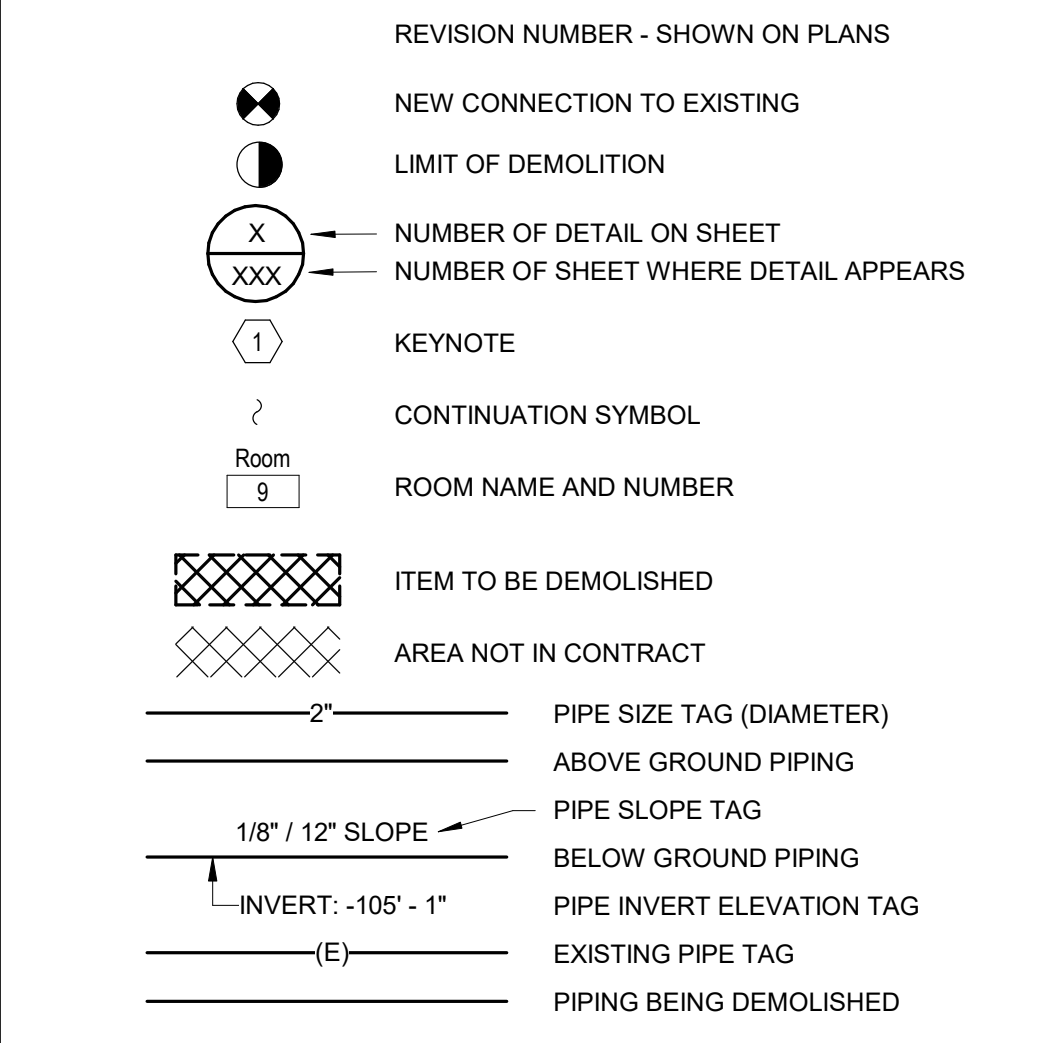 REVISION NUMBER - SHOWN ON PLANS
NEW CONNECTION TO EXISTING
LIMIT OF DEMOLITION
X
NUMBER OF DETAIL ON SHEET
XXX
NUMBER OF SHEET WHERE DETAIL APPEARS
1
KEYNOTE
CONTINUATION SYMBOL
Room
9
ROOM NAME AND NUMBER
ITEM TO BE DEMOLISHED
AREA NOT IN CONTRACT
2"
PIPE SIZE TAG (DIAMETER)
ABOVE GROUND PIPING
PIPE SLOPE TAG
1/8" / 12" SLOPE
BELOW GROUND PIPING
INVERT: -105' - 1"
PIPE INVERT ELEVATION TAG
(E)
EXISTING PIPE TAG
PIPING BEING DEMOLISHED